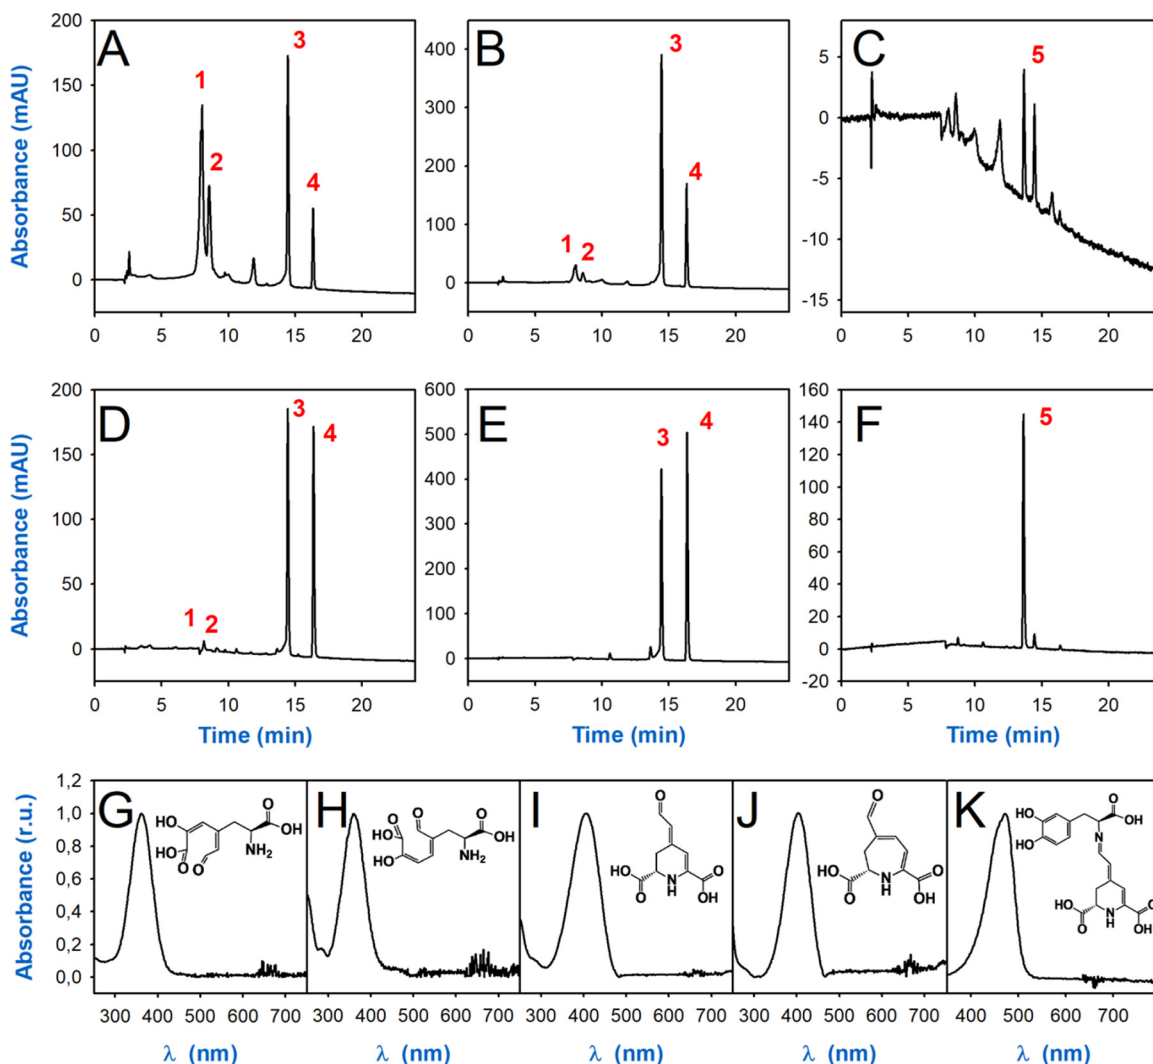 A
B
C
200
150
100
50
0
400
300
200
100
0
5
0
-5
-10
-15
1
2
3
4
1
2
3
4
5
0 5 10 15 20
0 5 10 15 20
0 5 10 15 20
Absorbance (mAU)
D
E
F
200
150
100
50
0
600
500
400
300
200
100
0
160
140
120
100
80
60
40
20
0
-20
1
2
3
4
3
4
5
0 5 10 15 20
0 5 10 15 20
0 5 10 15 20
Absorbance (mAU)
Time (min)
Time (min)
Time (min)
G
H
I
J
K
1,2
1,0
0,8
0,6
0,4
0,2
0,0
Absorbance (r.u.)
HO
O
OH
HO
O
O
NH2
O
HO
O
HO
O
OH
NH2
O
HO
O
N
H
O
OH
O
HO
O
N
H
O
OH
HO
HO
O
OH
N
HO
O
N
H
O
OH
300 400 500 600 700
300 400 500 600 700
300 400 500 600 700
300 400 500 600 700
400 500 600 700
λ (nm)
λ (nm)
λ (nm)
λ (nm)
λ (nm)